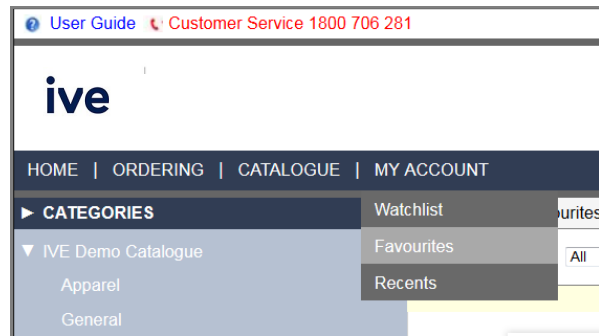 User Guide Customer Service 1800 706 281
ive
HOME | ORDERING | CATALOGUE | MY ACCOUNT
► CATEGORIES
Watchlist
▼ IVE Demo Catalogue
Favourites
All
Apparel
Recents
General